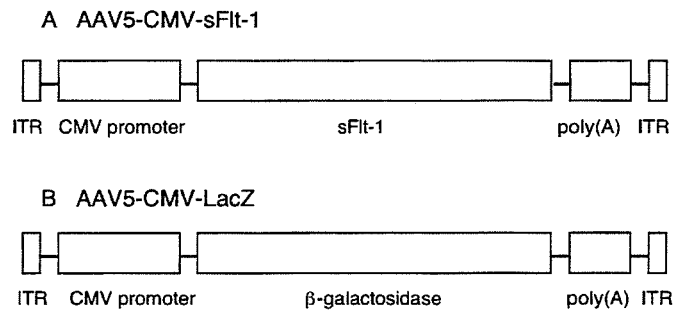 A AAV5-CMV-sFlt-1
ITR CMV promoter sFlt-1 poly(A) ITR
B AAV5-CMV-LacZ
ITR CMV promoter β-galactosidase poly(A) ITR